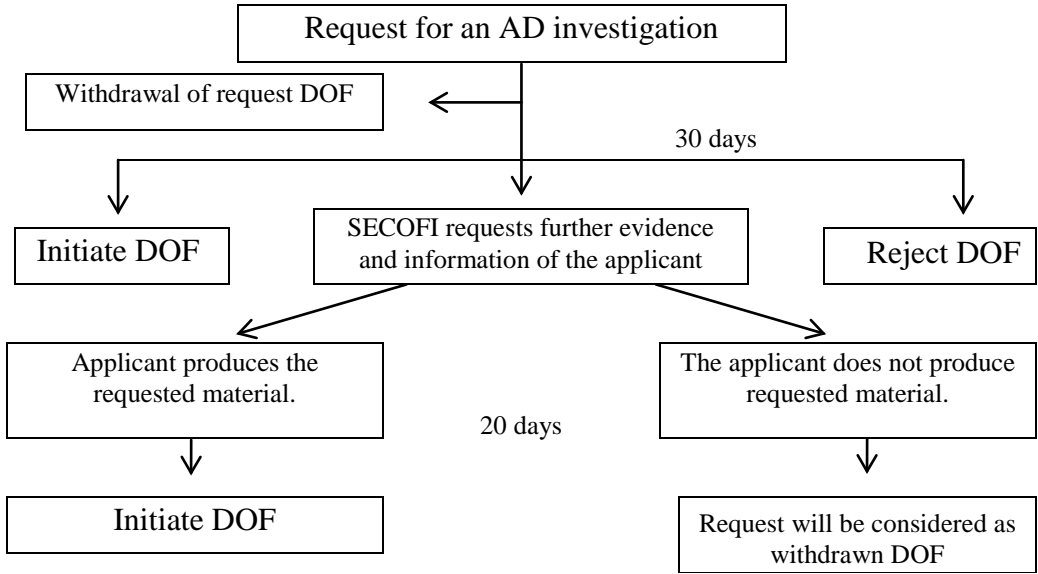 Request for an AD investigation
Withdrawal of request DOF
30 days
Initiate DOF
SECOFI requests further evidence
and information of the applicant
Reject DOF
Applicant produces the
requested material.
The applicant does not produce
requested material.
20 days
Initiate DOF
Request will be considered as
withdrawn DOF